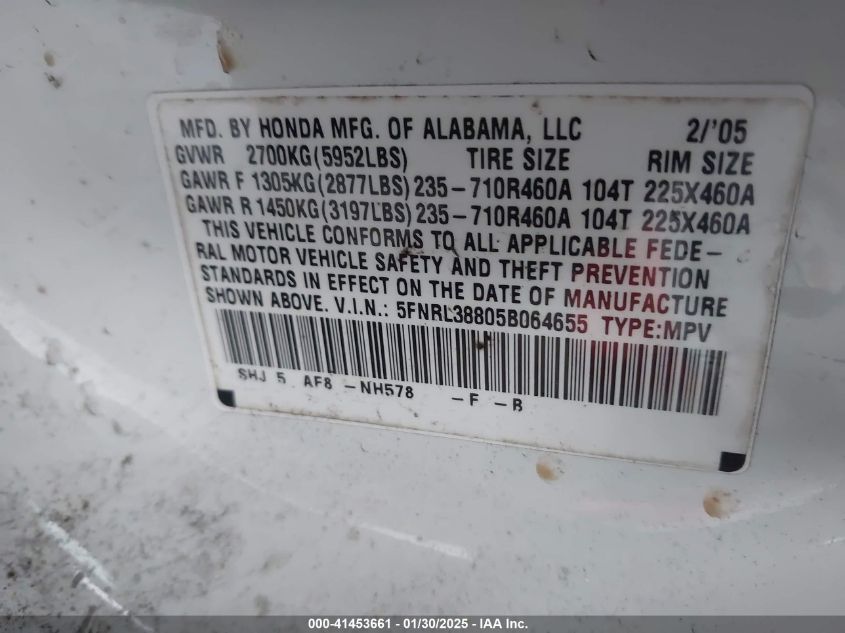 MFD. BY HONDA MFG. OF ALABAMA, LLC 2/'05
GVWR 2700KG(5952LBS) TIRE SIZE RIM SIZE
GAWR F 1305KG(2877LBS) 235-710R460A 104T 225X460A
GAWR R 1450KG(3197LBS) 235-710R460A 104T 225X460A
THIS VEHICLE CONFORMS TO ALL APPLICABLE FEDE-
RAL MOTOR VEHICLE SAFETY AND THEFT PREVENTION
STANDARDS IN EFFECT ON THE DATE OF MANUFACTURE
SHOWN ABOVE. V.I.N.: 5FNRL38805B064655 TYPE:MPV
SHJ 5 AF8 -NH578 -F -B
000-41453661 - 01/30/2025 - IAA Inc.